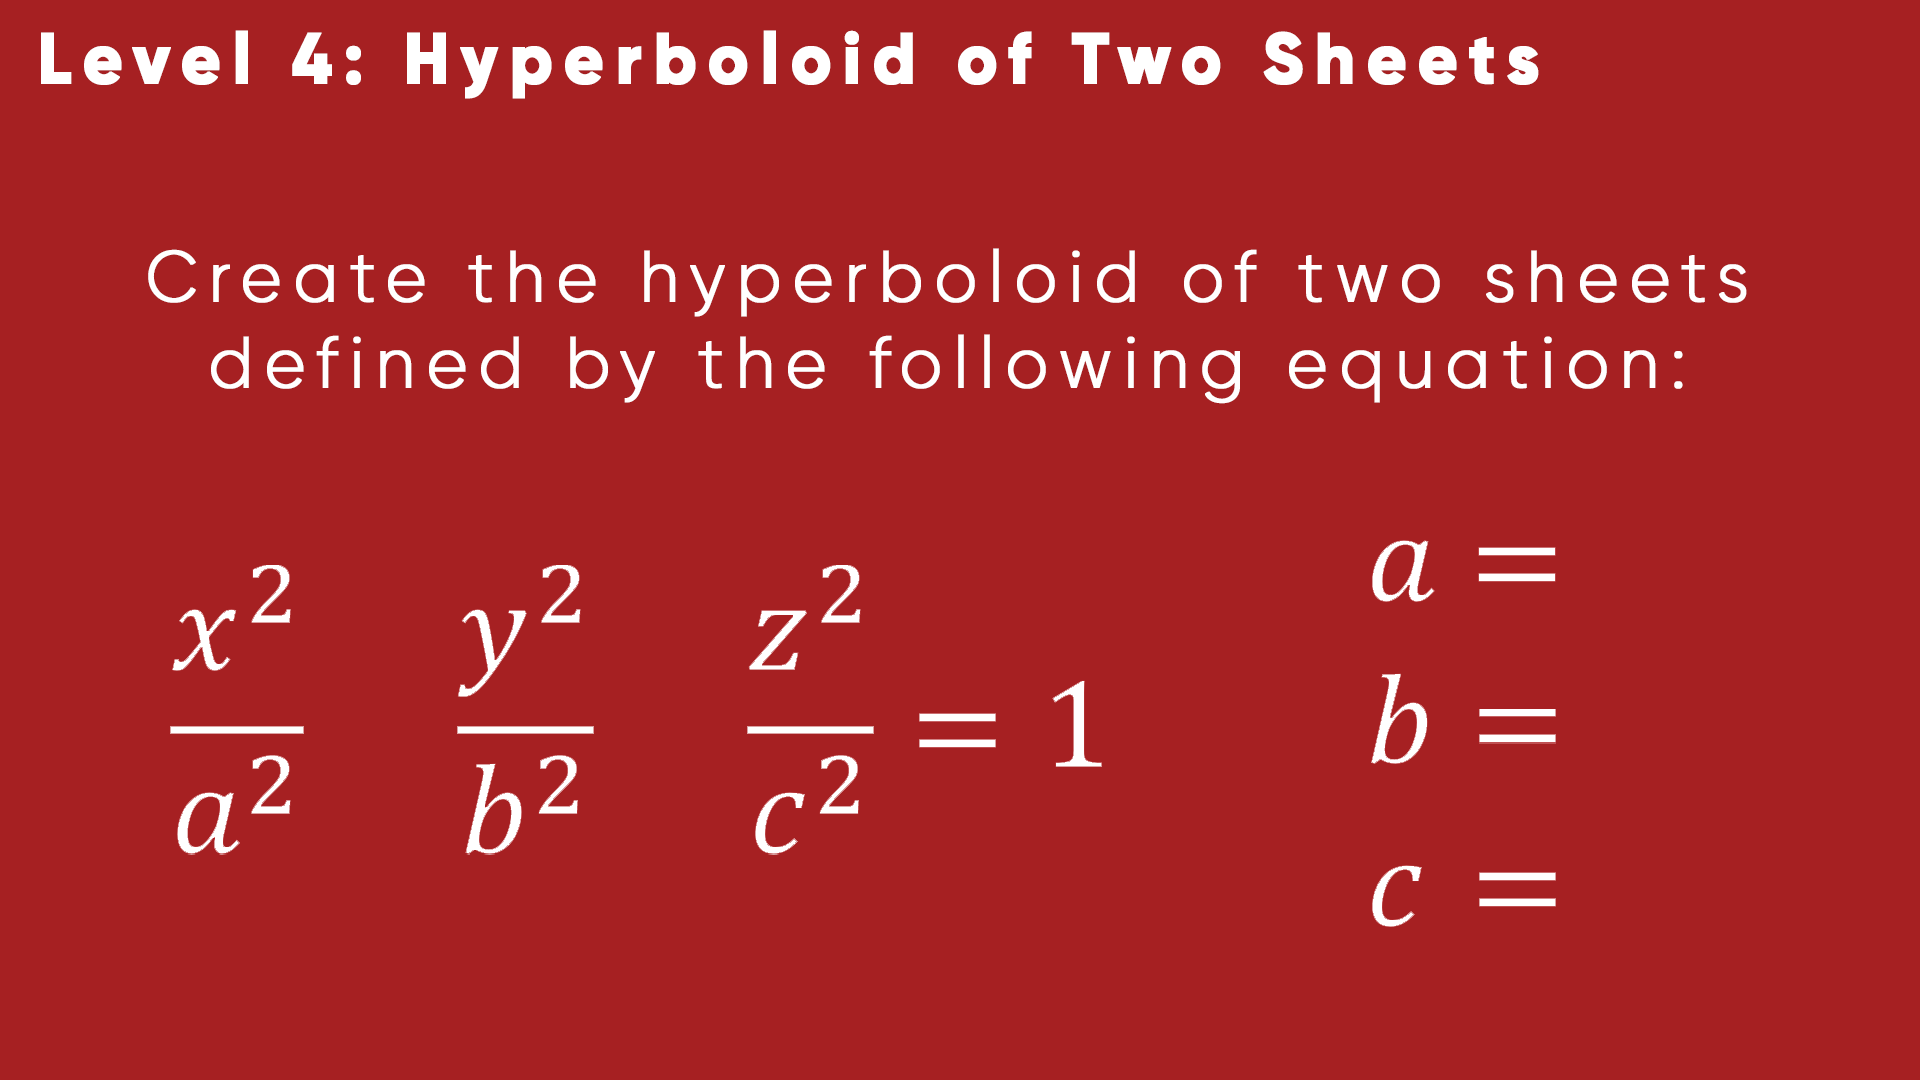 Level 4: Hyperboloid of Two Sheets
Create the hyperboloid of two sheets
defined by the following equation:
x²/a² y²/b² z²/c² = 1
a =
b =
c =